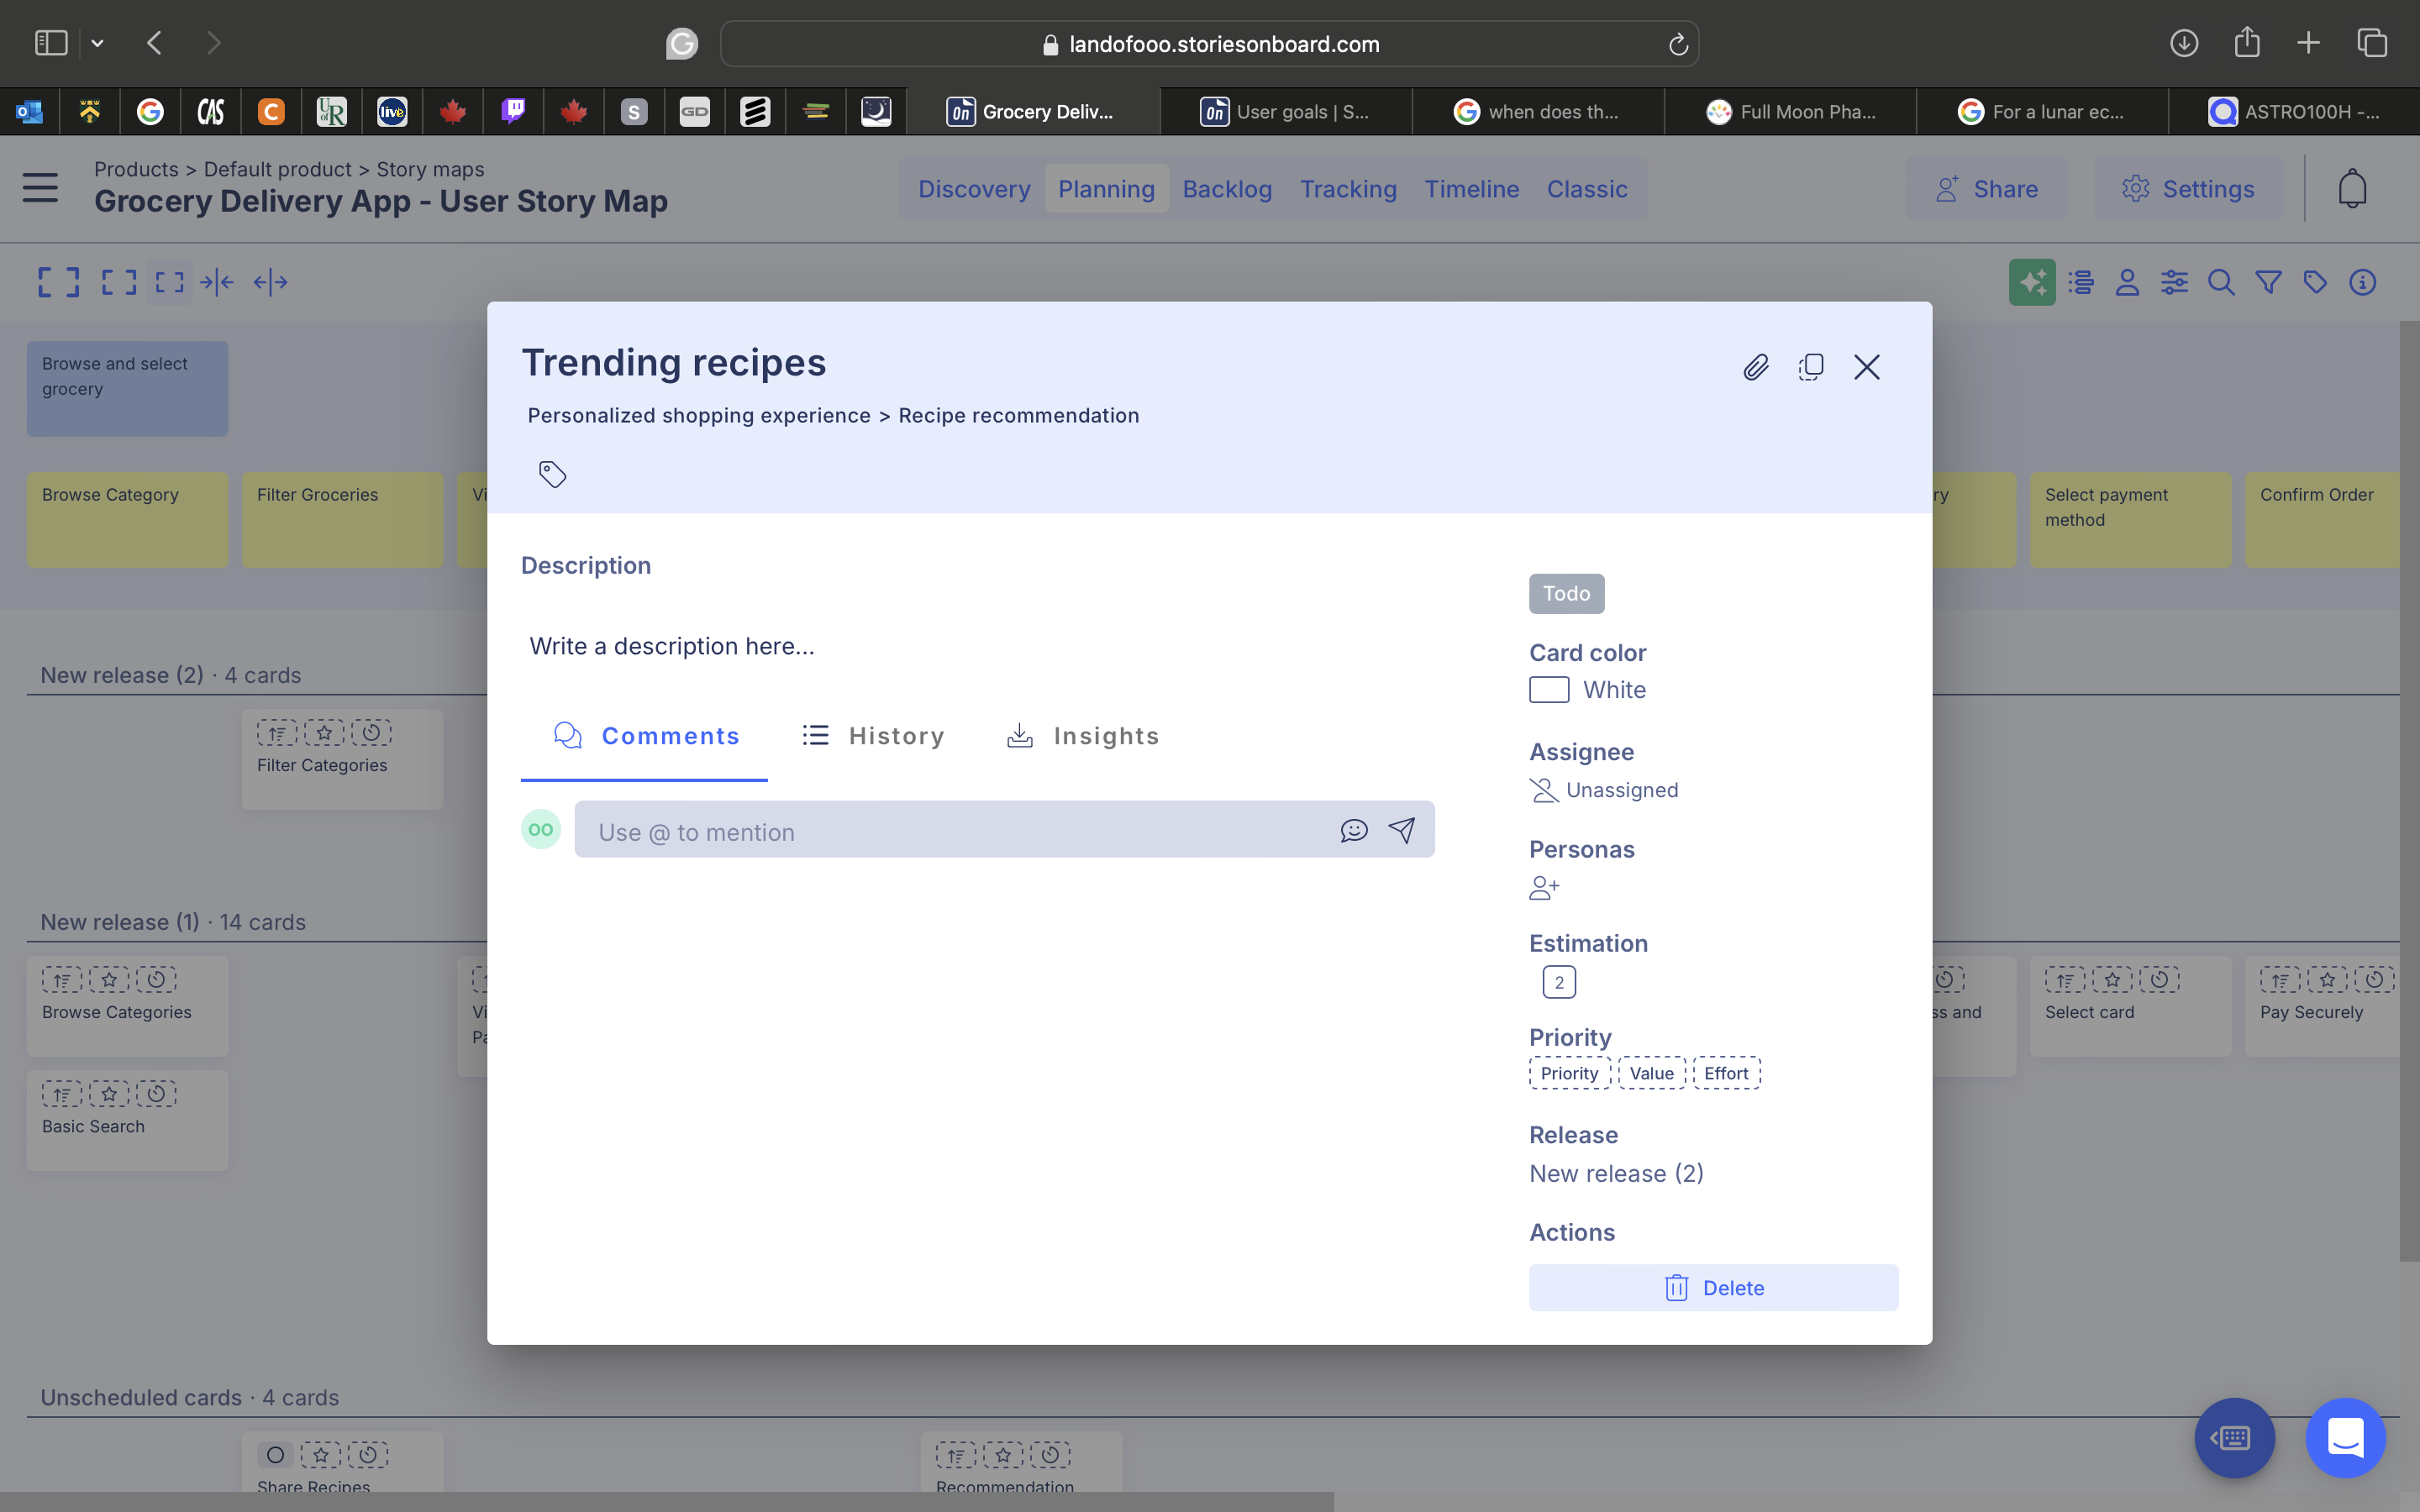 landofooo.storiesonboard.com
Grocery Deliv...
User goals | S...
when does th...
Full Moon Pha...
For a lunar ec...
ASTRO100H -...
Products > Default product > Story maps
Grocery Delivery App - User Story Map
Discovery
Planning
Backlog
Tracking
Timeline
Classic
Share
Settings
Browse and select
grocery
Browse Category
Filter Groceries
Select payment
method
Confirm Order
Trending recipes
Personalized shopping experience > Recipe recommendation
Description
Write a description here...
Comments
History
Insights
OO
Use @ to mention
Todo
Card color
White
Assignee
Unassigned
Personas
Estimation
2
Priority
Priority
Value
Effort
Release
New release (2)
Actions
Delete
New release (2) · 4 cards
Filter Categories
New release (1) · 14 cards
Browse Categories
Basic Search
Select card
Pay Securely
Unscheduled cards · 4 cards
Share Recipes
Recommendation